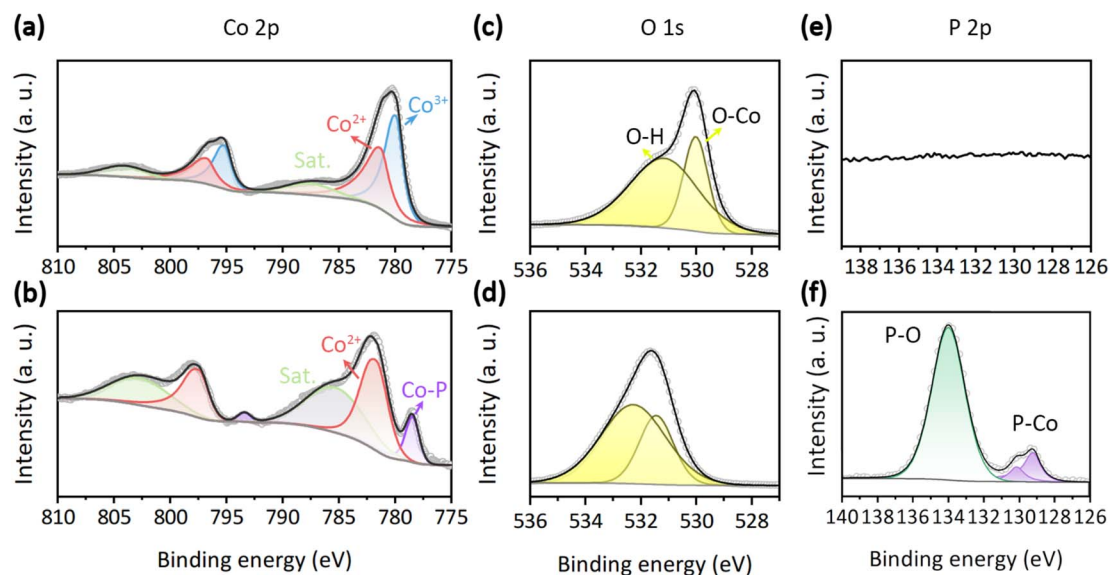 (a)
Co 2p
Intensity (a. u.)
Sat.
Co²⁺
Co³⁺
810 805 800 795 790 785 780 775
(c)
O 1s
Intensity (a. u.)
O-H
O-Co
536 534 532 530 528
(e)
P 2p
Intensity (a. u.)
138 136 134 132 130 128 126
(b)
Intensity (a. u.)
Sat.
Co²⁺
Co-P
810 805 800 795 790 785 780 775
Binding energy (eV)
(d)
Intensity (a. u.)
536 534 532 530 528
Binding energy (eV)
(f)
Intensity (a. u.)
P-O
P-Co
140 138 135 134 132 130 128 126
Binding energy (eV)